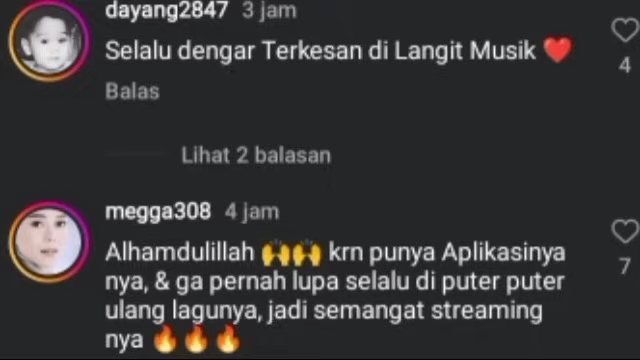 dayang2847 3 jam
Selalu dengar Terkesan di Langit Musik ❤️
4
Balas
Lihat 2 balasan
megga308 4 jam
Alhamdulillah 🙌🙌 krn punya Aplikasinya
nya, & ga pernah lupa selalu di puter puter
7
ulang lagunya, jadi semangat streaming
nya 🔥🔥🔥